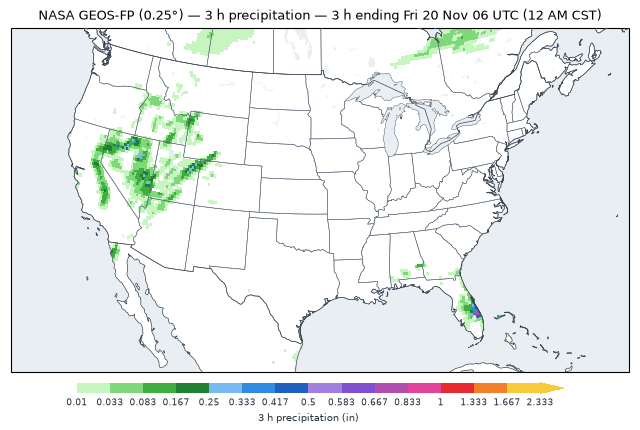 NASA GEOS-FP (0.25°) — 3 h precipitation — 3 h ending Fri 20 Nov 06 UTC (12 AM CST)
0.01 0.033 0.083 0.167 0.25 0.333 0.417 0.5 0.583 0.667 0.833 1 1.333 1.667 2.333
3 h precipitation (in)